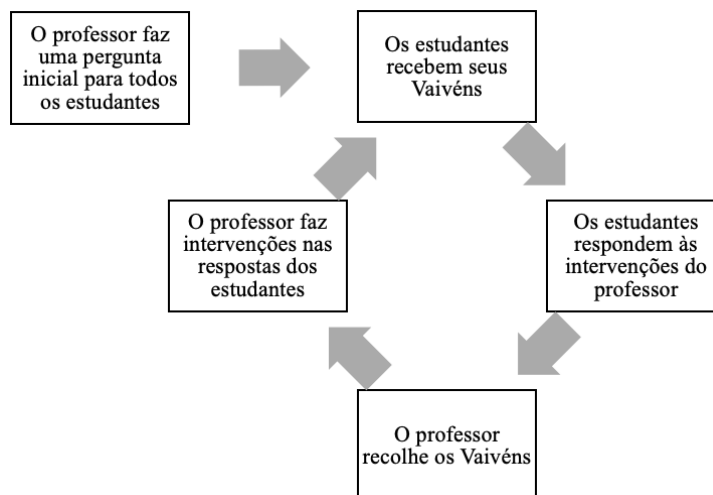 O professor faz
uma pergunta
inicial para todos
os estudantes
Os estudantes
recebem seus
Vaivéns
Os estudantes
respondem às
intervenções do
professor
O professor
recolhe os Vaivéns
O professor faz
intervenções nas
respostas dos
estudantes